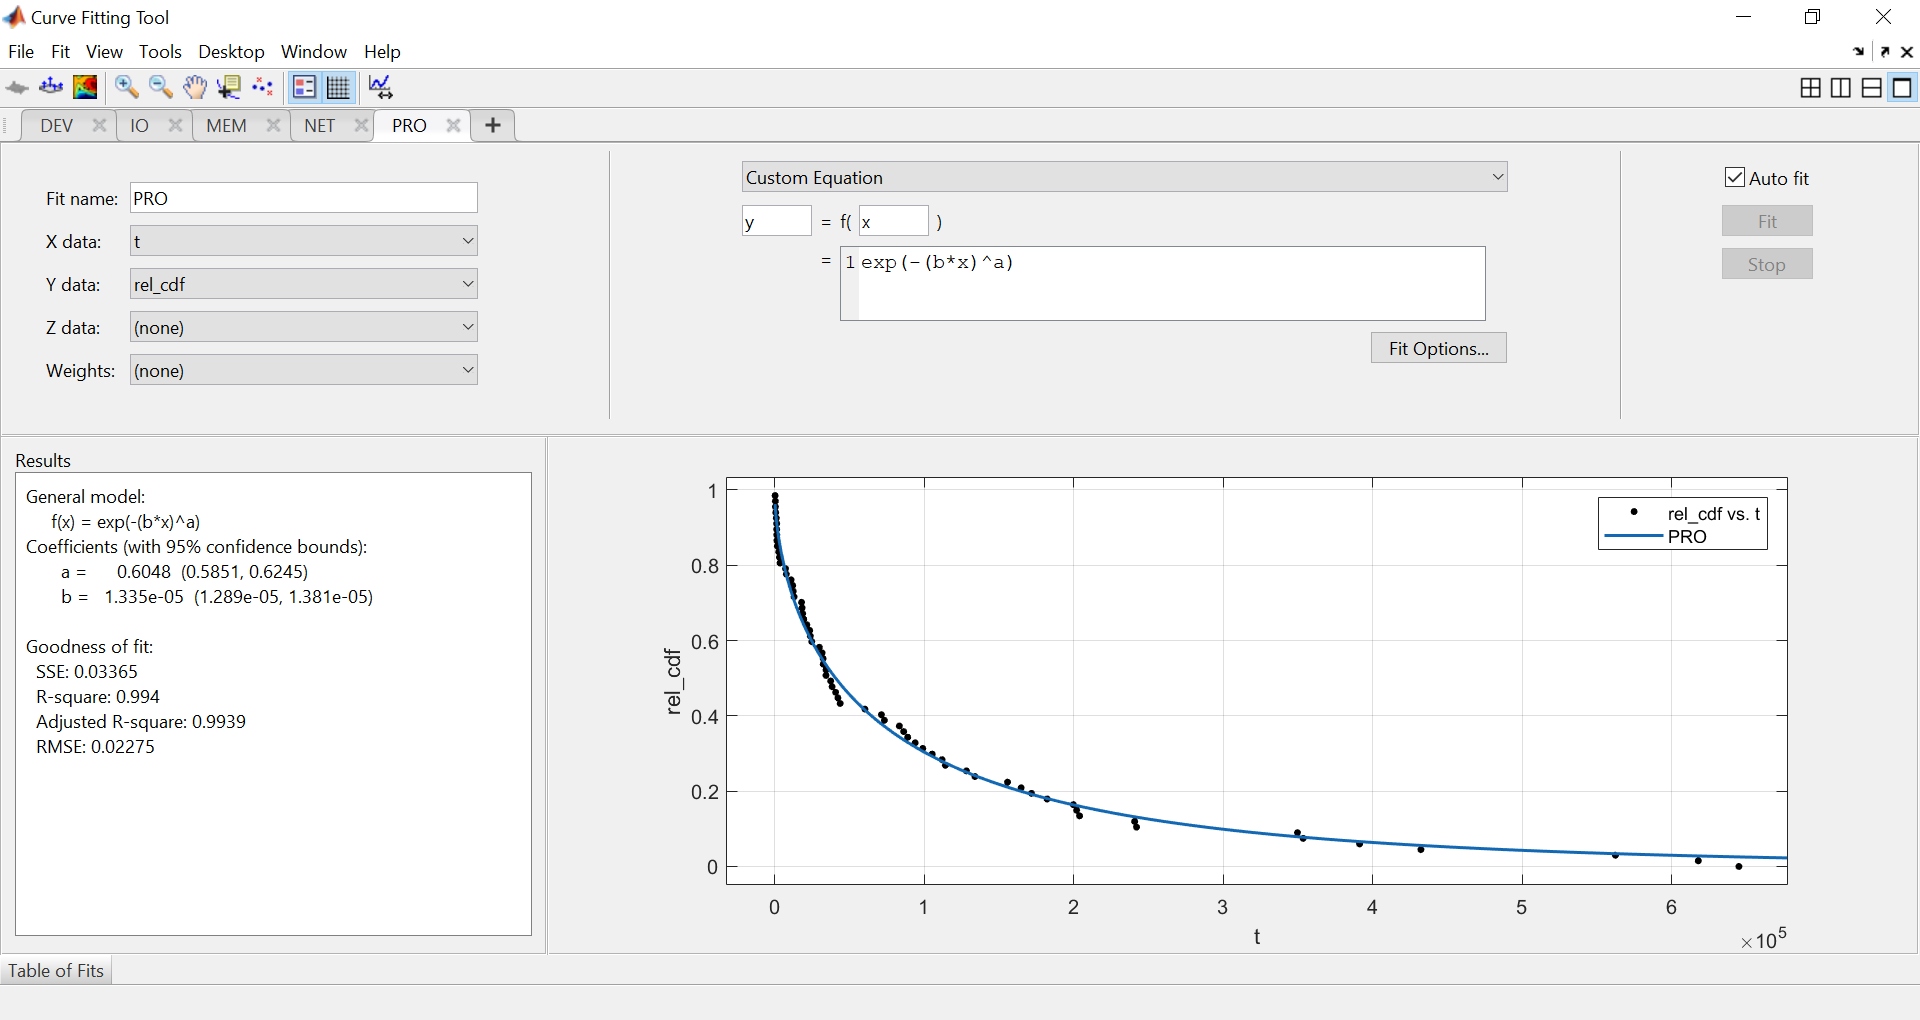 Curve Fitting Tool
File Fit View Tools Desktop Window Help
DEV IO MEM NET PRO
Fit name: PRO
X data: t
Y data: rel_cdf
Z data: (none)
Weights: (none)
Custom Equation
y = f( x )
= 1 exp(-(b*x)^a)
Fit Options...
Auto fit
Fit
Stop
Results
General model:
f(x) = exp(-(b*x)^a)
Coefficients (with 95% confidence bounds):
a = 0.6048 (0.5851, 0.6245)
b = 1.335e-05 (1.289e-05, 1.381e-05)
Goodness of fit:
SSE: 0.03365
R-square: 0.994
Adjusted R-square: 0.9939
RMSE: 0.02275
rel_cdf vs. t
PRO
1
0.8
0.6
0.4
0.2
0
rel_cdf
0 1 2 3 4 5 6
t
×10^5
Table of Fits